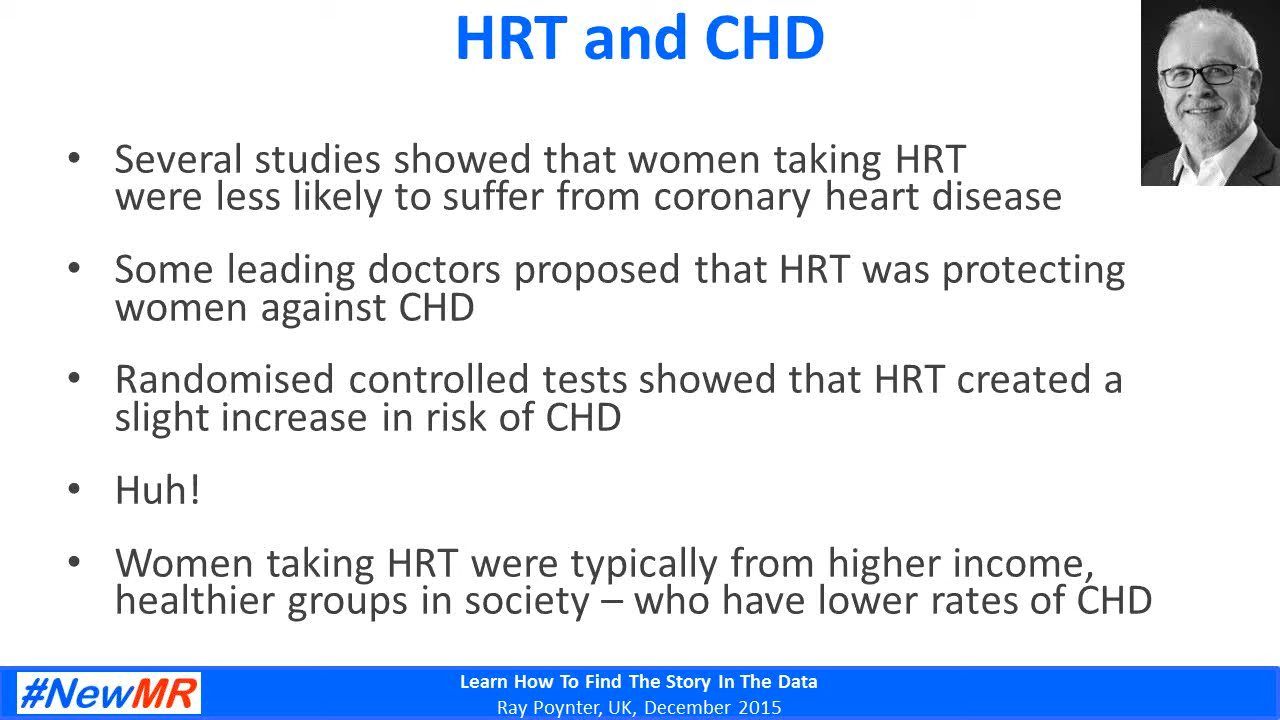 HRT and CHD
• Several studies showed that women taking HRT
were less likely to suffer from coronary heart disease
• Some leading doctors proposed that HRT was protecting
women against CHD
• Randomised controlled tests showed that HRT created a
slight increase in risk of CHD
• Huh!
• Women taking HRT were typically from higher income,
healthier groups in society – who have lower rates of CHD
#NewMR
Learn How To Find The Story In The Data
Ray Poynter, UK, December 2015